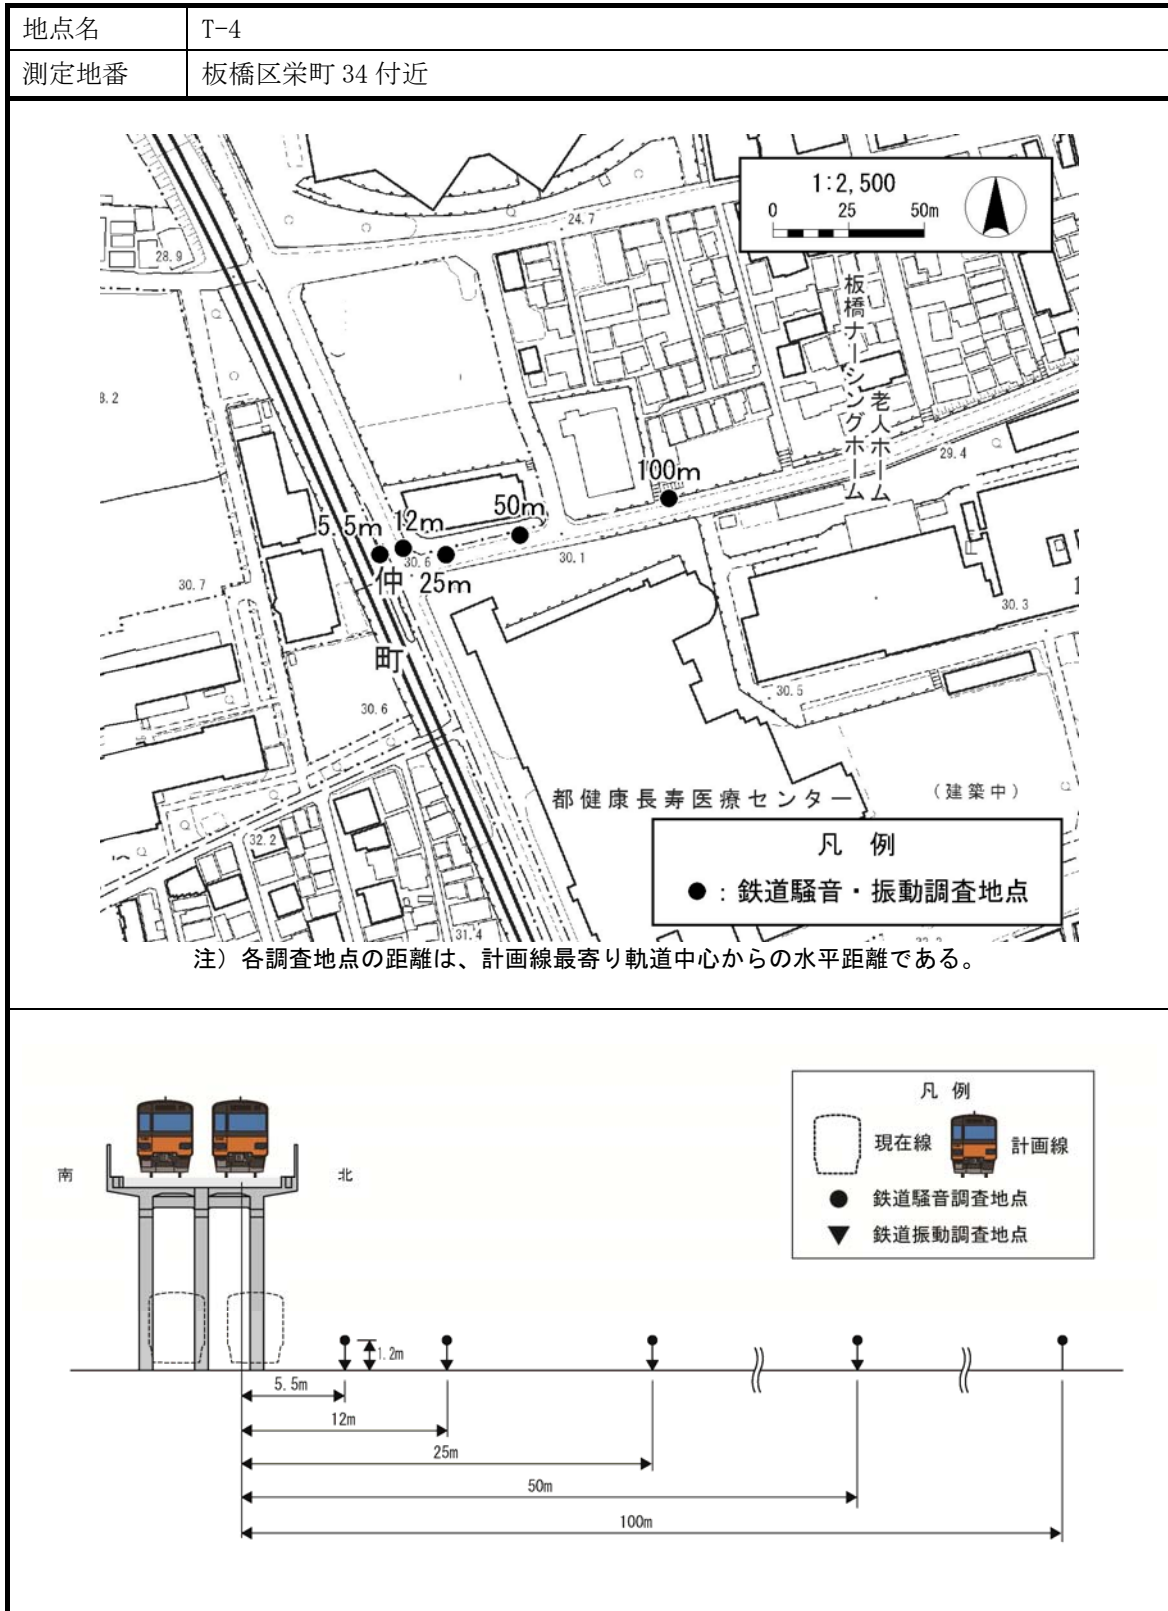 地点名 T-4
測定地番 板橋区栄町 34 付近
1:2,500
0 25 50m
24.7
28.9
8.2
板橋ナーシングホーム
老人ホーム
29.4
100m
50m
5.5m 12m
30.6
25m
30.1
仲町
30.7
30.3
30.5
30.6
都健康長寿医療センター
(建築中)
32.2
31.4
凡 例
●:鉄道騒音・振動調査地点
注)各調査地点の距離は、計画線最寄り軌道中心からの水平距離である。
凡 例
現在線 計画線
● 鉄道騒音調査地点
▼ 鉄道振動調査地点
南 北
1.2m
5.5m
12m
25m
50m
100m